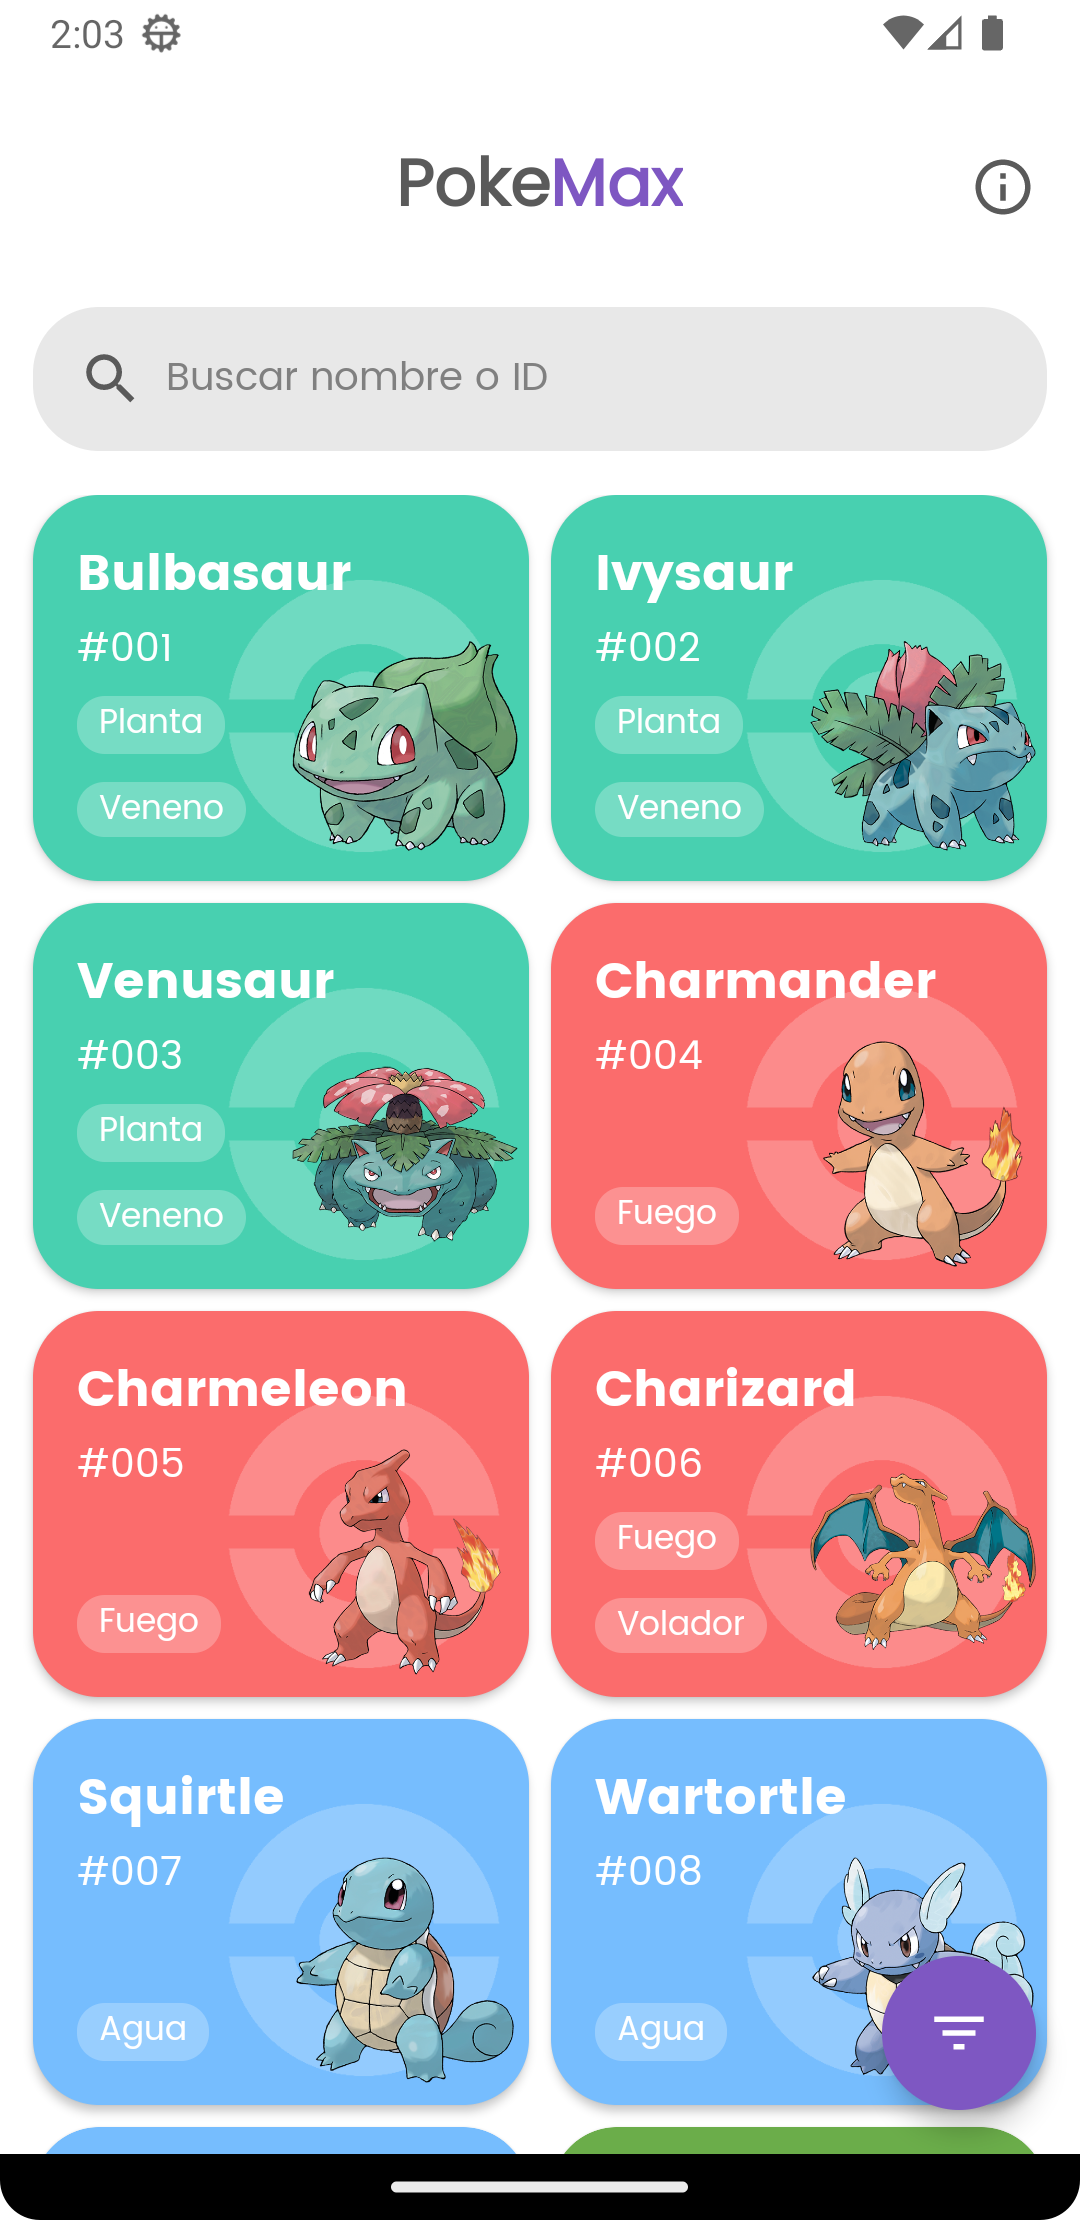 2:03
PokeMax
Buscar nombre o ID
Bulbasaur
#001
Planta
Veneno
Ivysaur
#002
Planta
Veneno
Venusaur
#003
Planta
Veneno
Charmander
#004
Fuego
Charmeleon
#005
Fuego
Charizard
#006
Fuego
Volador
Squirtle
#007
Agua
Wartortle
#008
Agua